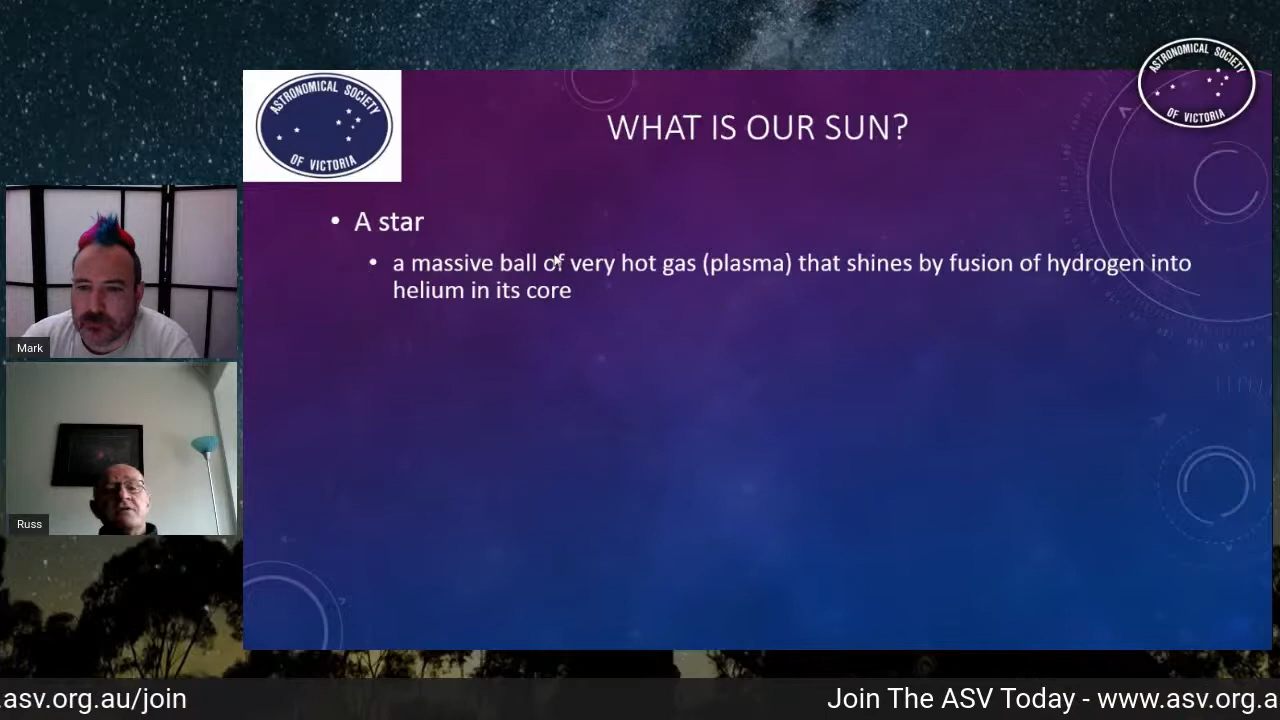 ASTRONOMICAL SOCIETY
OF VICTORIA
ASTRONOMICAL SOCIETY
OF VICTORIA
WHAT IS OUR SUN?
• A star
• a massive ball of very hot gas (plasma) that shines by fusion of hydrogen into
helium in its core
Mark
Russ
.asv.org.au/join
Join The ASV Today - www.asv.org.a